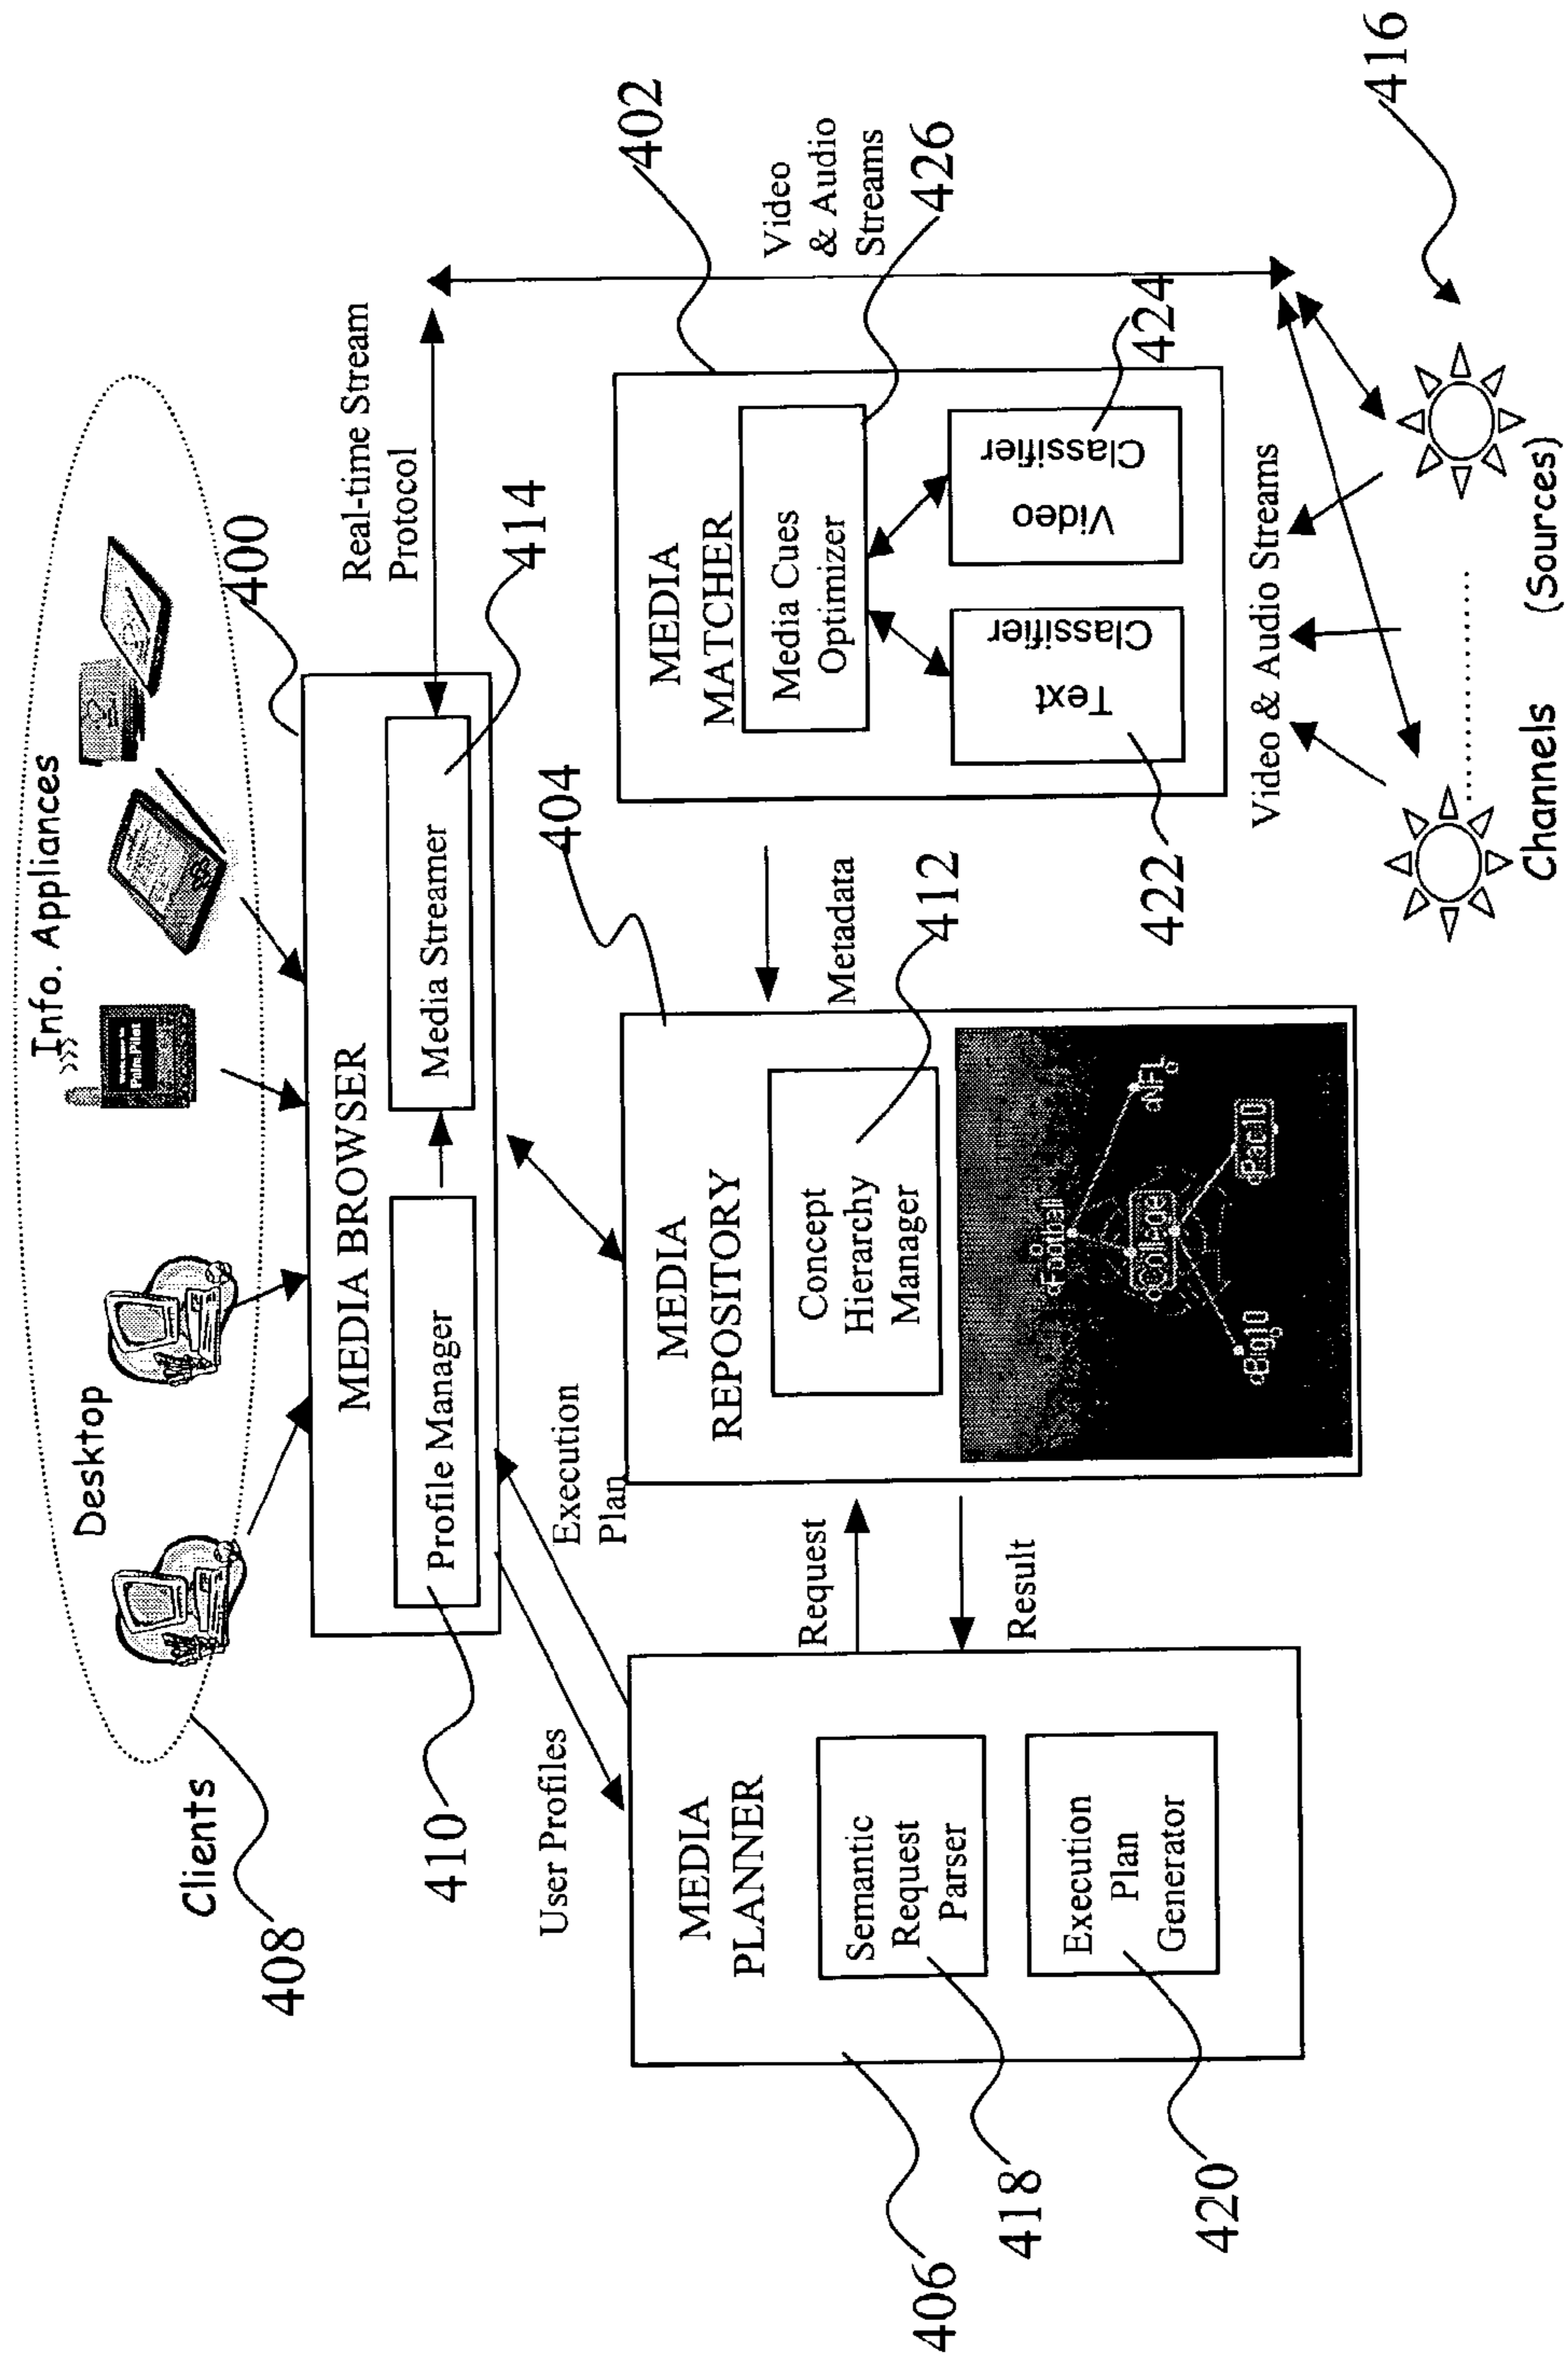 Info. Appliances
Desktop
Clients
408
400
MEDIA BROWSER
Profile Manager
Media Streamer
410
414
Real-time Stream
Protocol
User Profiles
Execution
Plan
404
402
Video
& Audio
Streams
426
MEDIA
PLANNER
Semantic
Request
Parser
Execution
Plan
Generator
406
418
420
Request
Result
MEDIA
REPOSITORY
Concept
Hierarchy
Manager
412
Football
NFL
College
Pac10
Big10
Metadata
MEDIA
MATCHER
Media Cues
Optimizer
Text
Classifier
Video
Classifier
422
424
Video & Audio Streams
416
Channels (Sources)